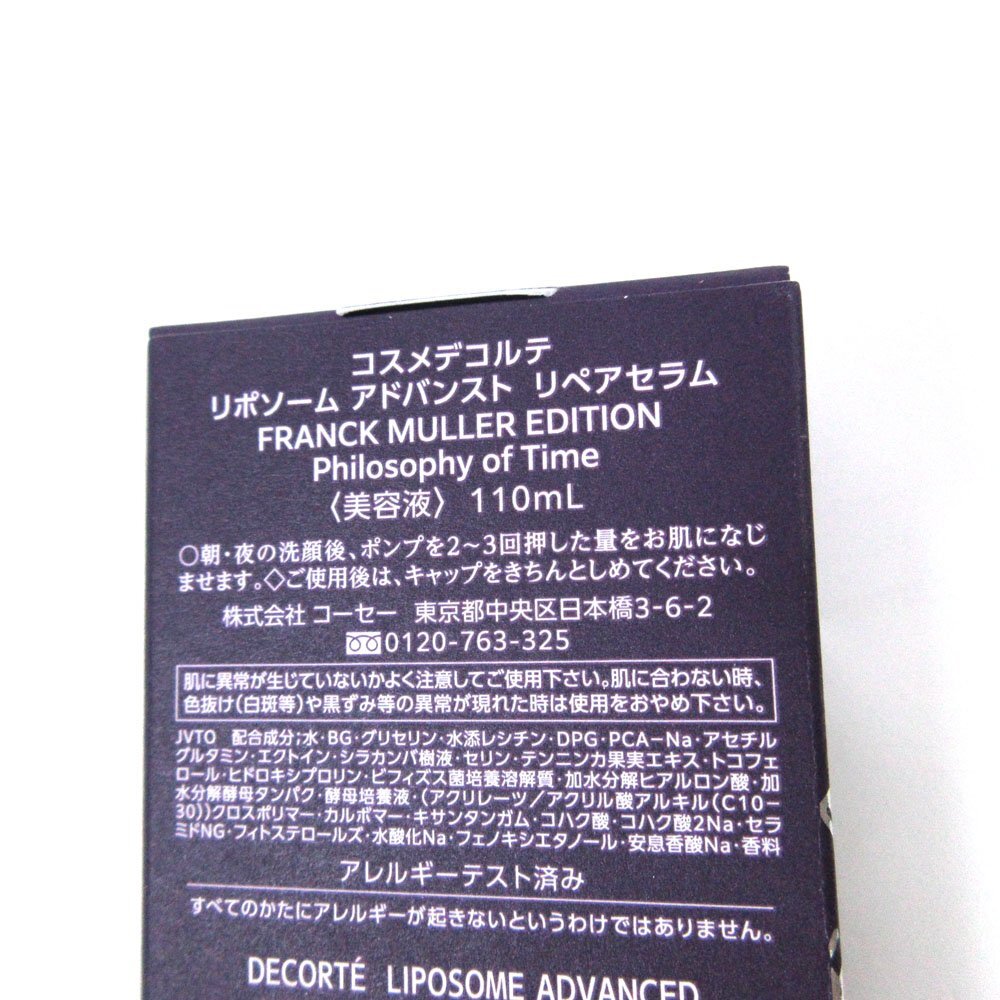 コスメデコルテ
リポソーム アドバンスト リペアセラム
FRANCK MULLER EDITION
Philosophy of Time
〈美容液〉 110mL
○朝・夜の洗顔後、ポンプを2〜3回押した量をお肌になじ
ませます。◇ご使用後は、キャップをきちんとしめてください。
株式会社 コーセー 東京都中央区日本橋3-6-2
0120-763-325
肌に異常が生じていないかよく注意してご使用下さい。肌に合わない時、
色抜け(白斑等)や黒ずみ等の異常が現れた時は使用をおやめ下さい。
JVTO 配合成分;水・BG・グリセリン・水添レシチン・DPG・PCA-Na・アセチル
グルタミン・エクトイン・シラカンバ樹液・セリン・テンニンカ果実エキス・トコフェ
ロール・ヒドロキシプロリン・ビフィズス菌培養溶解質・加水分解ヒアルロン酸・加
水分解酵母タンパク・酵母培養液・(アクリレーツ/アクリル酸アルキル(C10-
30))クロスポリマー・カルボマー・キサンタンガム・コハク酸・コハク酸2Na・セラ
ミドNG・フィトステロールズ・水酸化Na・フェノキシエタノール・安息香酸Na・香料
アレルギーテスト済み
すべてのかたにアレルギーが起きないというわけではありません。
DECORTÉ LIPOSOME ADVANCED